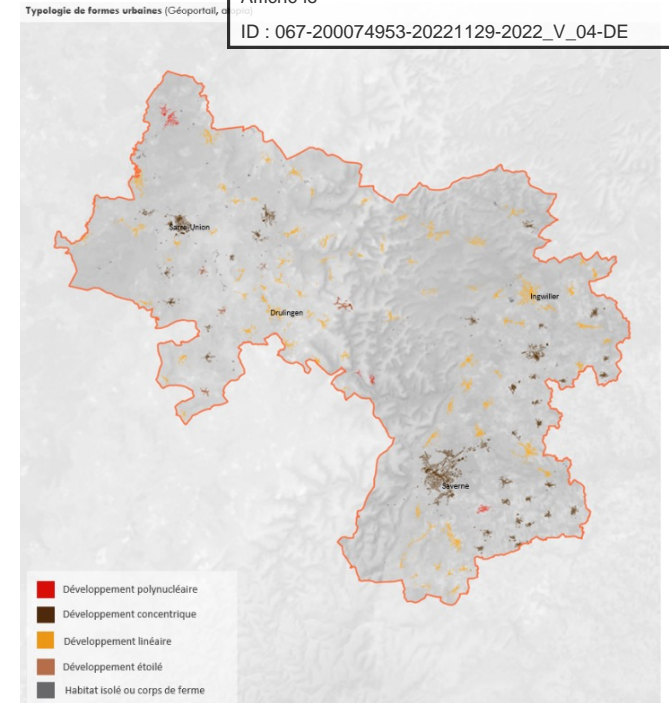 Typologie de formes urbaines (Géoportail,
ID : 067-200074953-20221129-2022_V_04-DE
Sarre Union
Ingwiller
Drulingen
Saverne
Développement polynucléaire
Développement concentrique
Développement linéaire
Développement étoilé
Habitat isolé ou corps de ferme